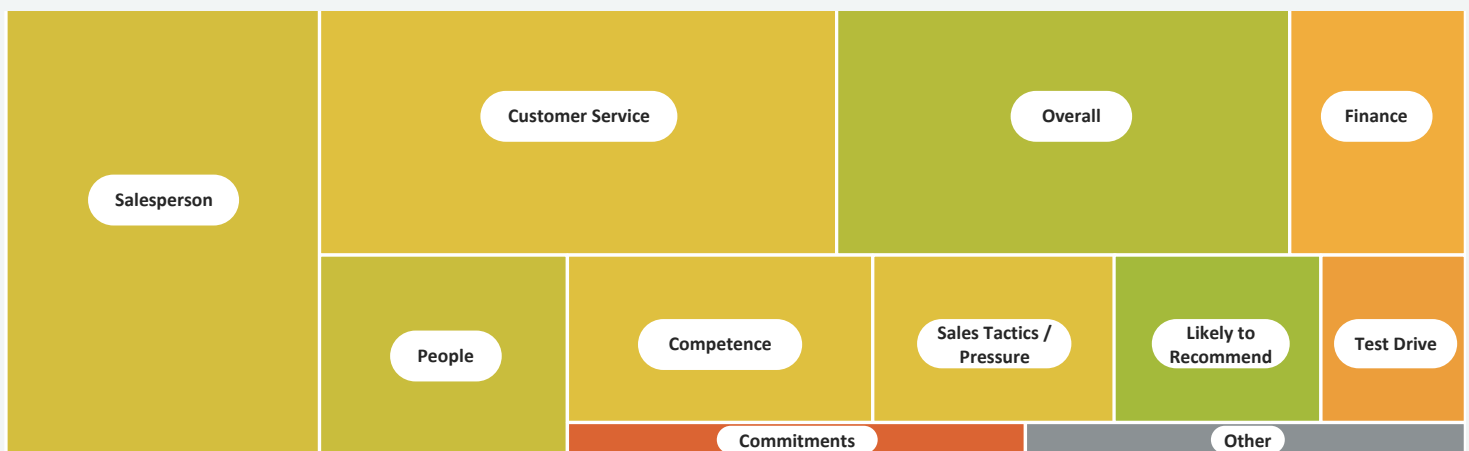 Salesperson
Customer Service
Overall
Finance
People
Competence
Sales Tactics /
Pressure
Likely to
Recommend
Test Drive
Commitments
Other